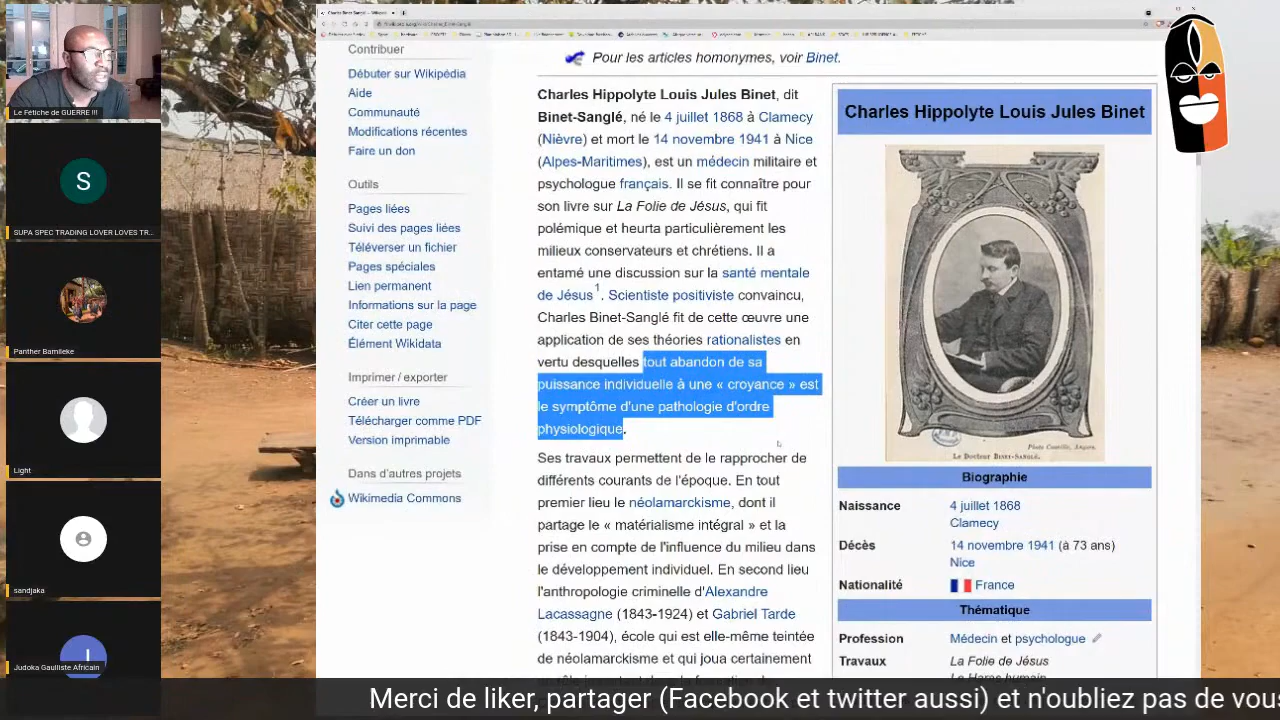 Le Fétiche de GUERRE !!!
S
SUPA SPEC TRADING LOVER LOVES TR...
Panther Bamileke
Light
sandjaka
Judoka Gaulliste Africain
Contribuer
Débuter sur Wikipédia
Aide
Communauté
Modifications récentes
Faire un don
Outils
Pages liées
Suivi des pages liées
Téléverser un fichier
Pages spéciales
Lien permanent
Informations sur la page
Citer cette page
Élément Wikidata
Imprimer / exporter
Créer un livre
Télécharger comme PDF
Version imprimable
Dans d'autres projets
Wikimedia Commons
Pour les articles homonymes, voir Binet.
Charles Hippolyte Louis Jules Binet, dit
Binet-Sanglé, né le 4 juillet 1868 à Clamecy
(Nièvre) et mort le 14 novembre 1941 à Nice
(Alpes-Maritimes), est un médecin militaire et
psychologue français. Il se fit connaître pour
son livre sur La Folie de Jésus, qui fit
polémique et heurta particulièrement les
milieux conservateurs et chrétiens. Il a
entamé une discussion sur la santé mentale
de Jésus1. Scientiste positiviste convaincu,
Charles Binet-Sanglé fit de cette œuvre une
application de ses théories rationalistes en
vertu desquelles tout abandon de sa
puissance individuelle à une « croyance » est
le symptôme d'une pathologie d'ordre
physiologique.
Ses travaux permettent de le rapprocher de
différents courants de l'époque. En tout
premier lieu le néolamarckisme, dont il
partage le « matérialisme intégral » et la
prise en compte de l'influence du milieu dans
le développement individuel. En second lieu
l'anthropologie criminelle d'Alexandre
Lacassagne (1843-1924) et Gabriel Tarde
(1843-1904), école qui est elle-même teintée
de néolamarckisme et qui joua certainement
Charles Hippolyte Louis Jules Binet
Photo Coutelle, Angers.
Le Docteur BINET-SANGLÉ.
Biographie
Naissance 4 juillet 1868
Clamecy
Décès 14 novembre 1941 (à 73 ans)
Nice
Nationalité France
Thématique
Profession Médecin et psychologue
Travaux La Folie de Jésus
Le Haras humain
Merci de liker, partager (Facebook et twitter aussi) et n'oubliez pas de vous